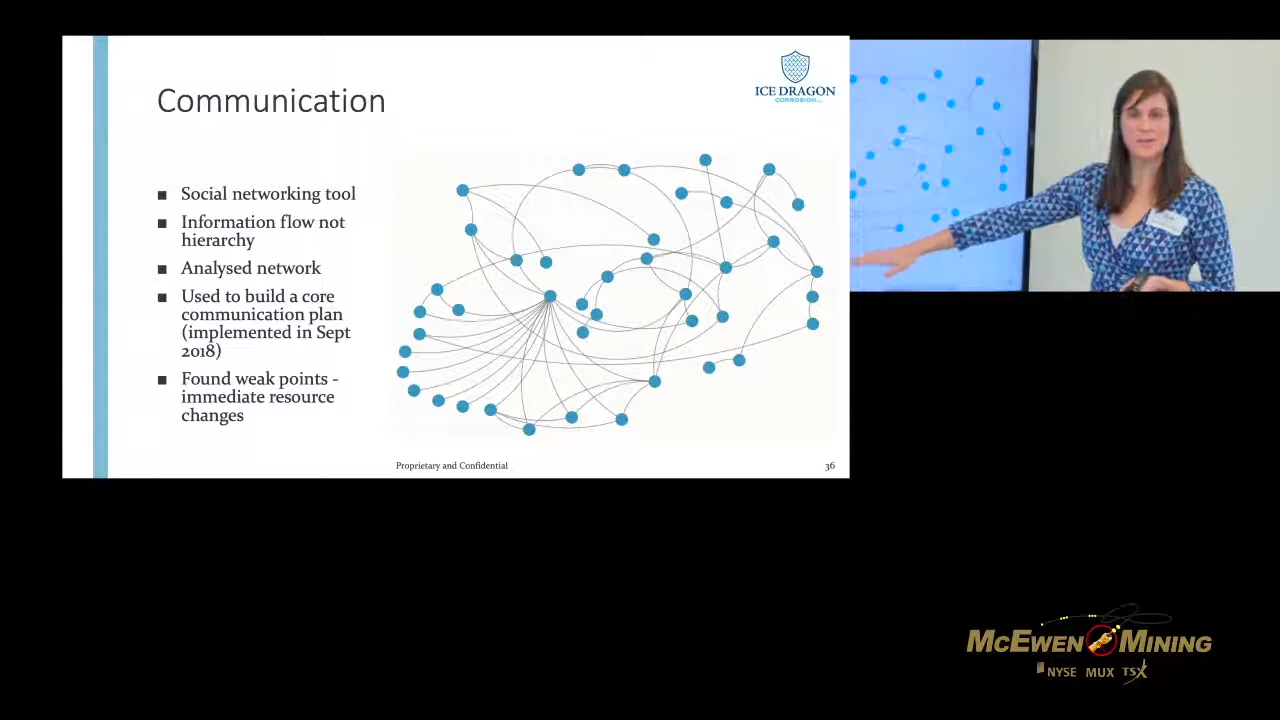 Communication
ICE DRAGON
CORROSION INC.
■ Social networking tool
■ Information flow not
hierarchy
■ Analysed network
■ Used to build a core
communication plan
(implemented in Sept
2018)
■ Found weak points -
immediate resource
changes
Proprietary and Confidential
36
MCEWEN MINING
NYSE MUX TSX